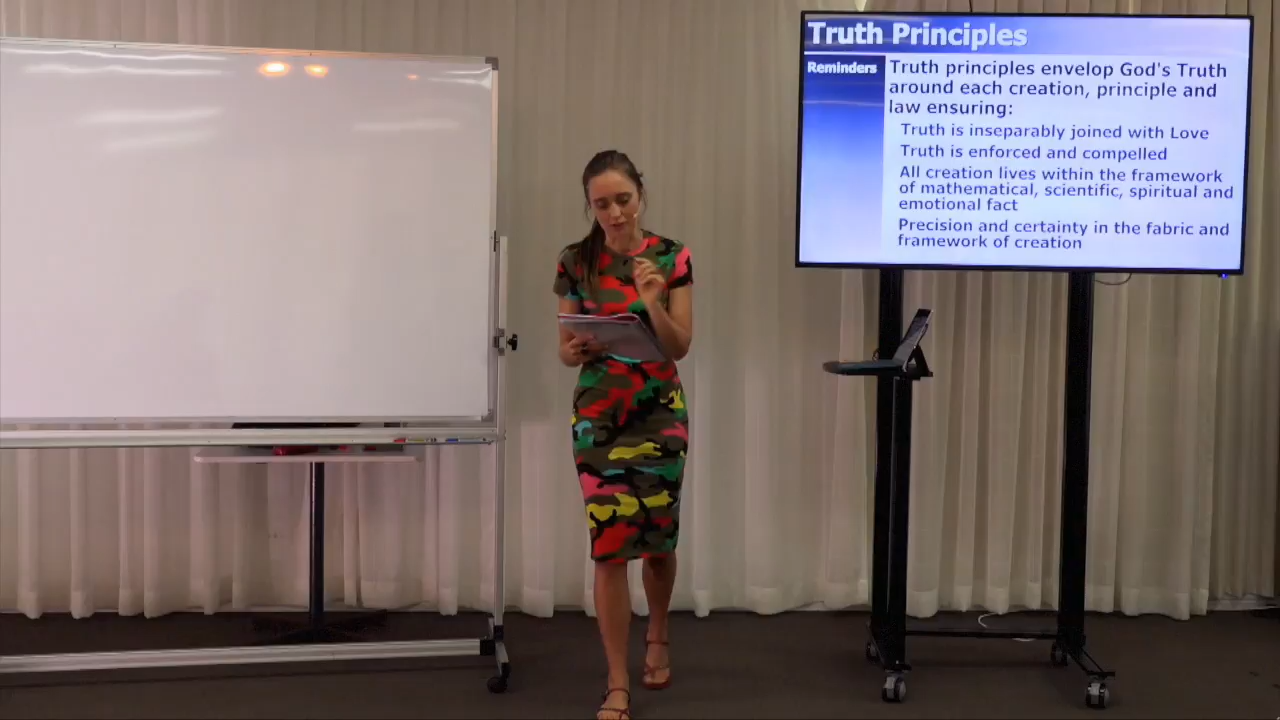 Truth Principles
Reminders
Truth principles envelop God's Truth
around each creation, principle and
law ensuring:
Truth is inseparably joined with Love
Truth is enforced and compelled
All creation lives within the framework
of mathematical, scientific, spiritual and
emotional fact
Precision and certainty in the fabric and
framework of creation